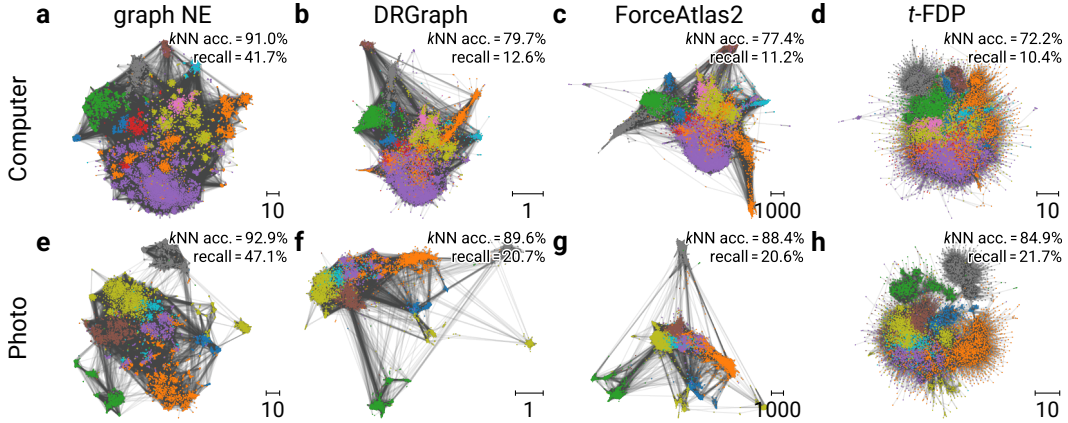 a graph NE
b DRGraph
c ForceAtlas2
d t-FDP
Computer
kNN acc. = 91.0%
recall = 41.7%
10
kNN acc. = 79.7%
recall = 12.6%
1
kNN acc. = 77.4%
recall = 11.2%
1000
kNN acc. = 72.2%
recall = 10.4%
10
Photo
e
kNN acc. = 92.9%
recall = 47.1%
10
f
kNN acc. = 89.6%
recall = 20.7%
1
g
kNN acc. = 88.4%
recall = 20.6%
1000
h
kNN acc. = 84.9%
recall = 21.7%
10